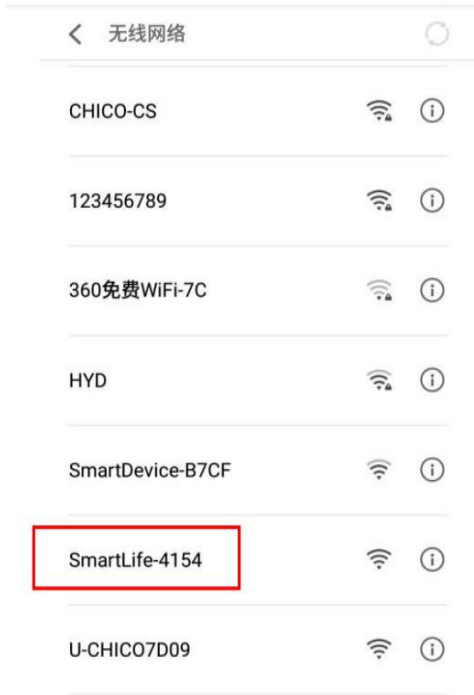 无线网络
CHICO-CS
123456789
360免费WiFi-7C
HYD
SmartDevice-B7CF
SmartLife-4154
U-CHICO7D09